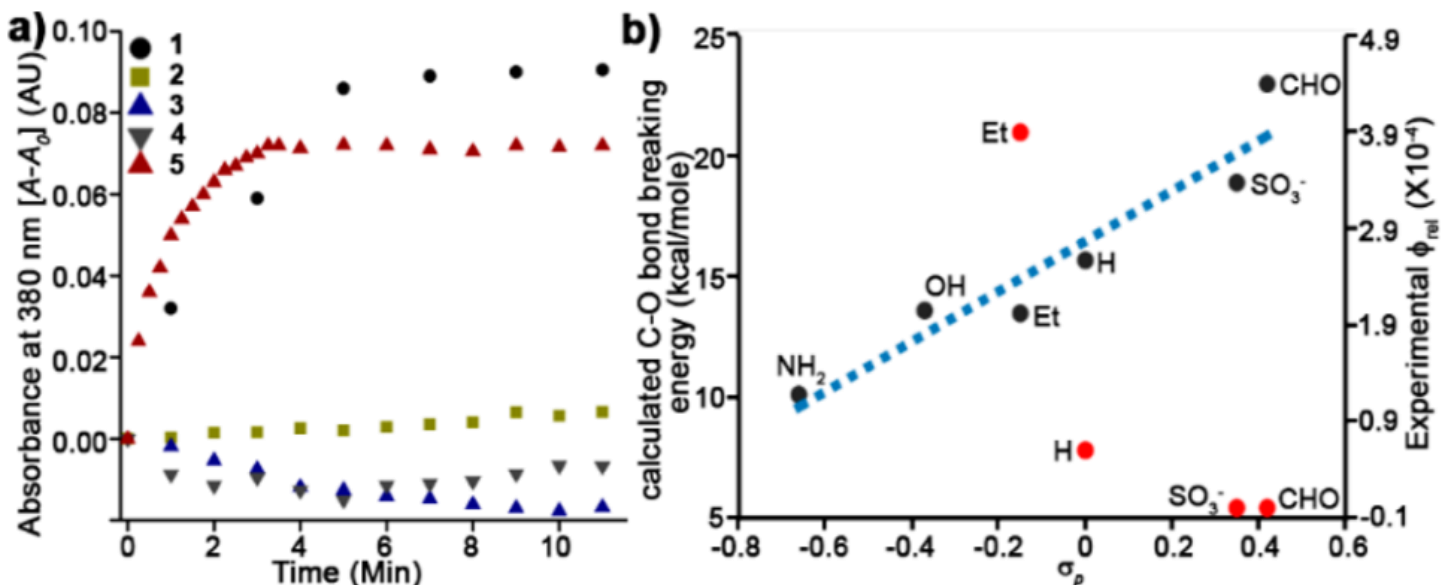 a)
Absorbance at 380 nm [A-A₀] (AU)
0.10
0.08
0.06
0.04
0.02
0.00
1
2
3
4
5
0
2
4
6
8
10
Time (Min)
b)
calculated C-O bond breaking
energy (kcal/mole)
25
20
15
10
5
CHO
Et
SO₃⁻
H
OH
Et
NH₂
H
SO₃⁻
CHO
-0.8
-0.6
-0.4
-0.2
0
0.2
0.4
0.6
σₚ
4.9
3.9
2.9
1.9
0.9
-0.1
Experimental ϕrel (X10⁻⁴)